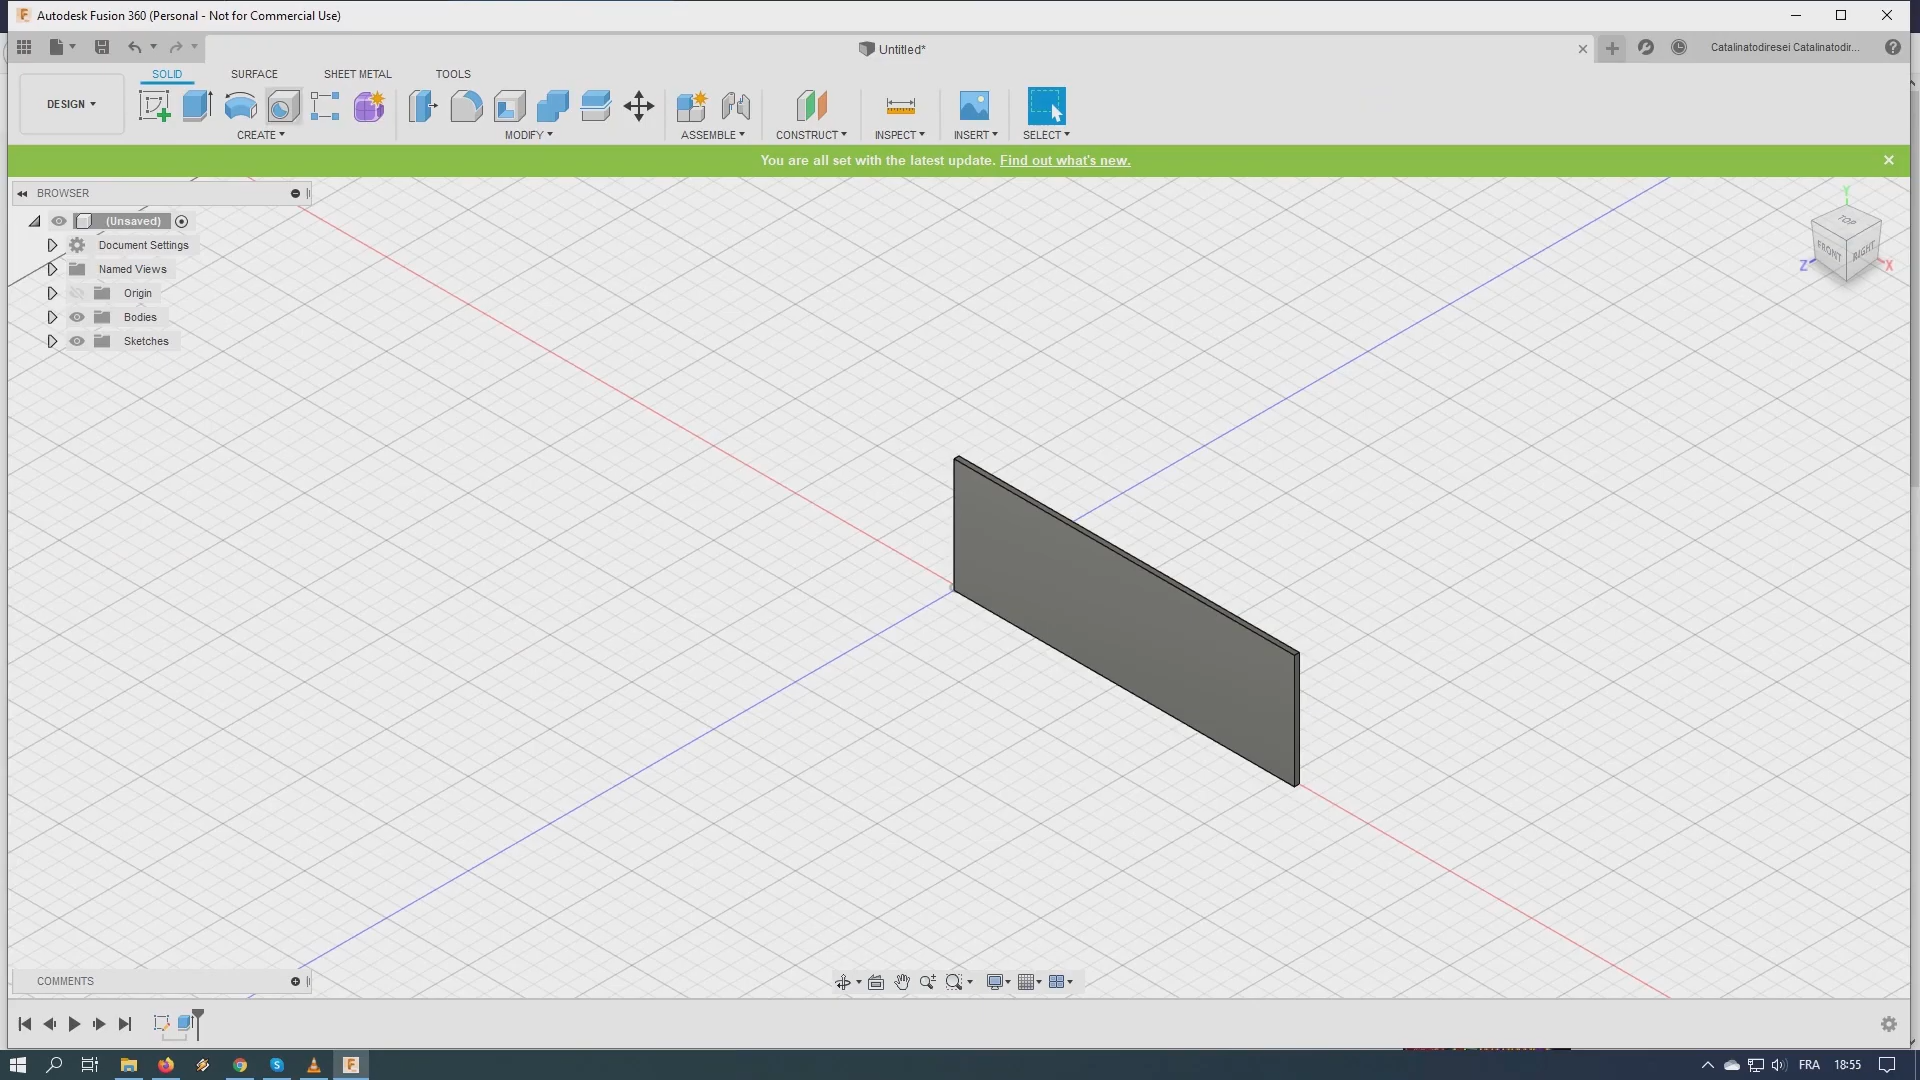 Autodesk Fusion 360 (Personal - Not for Commercial Use)
Untitled*
Catalinatodiresei Catalinatodir...
DESIGN
SOLID
SURFACE
SHEET METAL
TOOLS
CREATE
MODIFY
ASSEMBLE
CONSTRUCT
INSPECT
INSERT
SELECT
You are all set with the latest update. Find out what's new.
BROWSER
(Unsaved)
Document Settings
Named Views
Origin
Bodies
Sketches
Y
TOP
FRONT
RIGHT
Z
X
COMMENTS
FRA
18:55